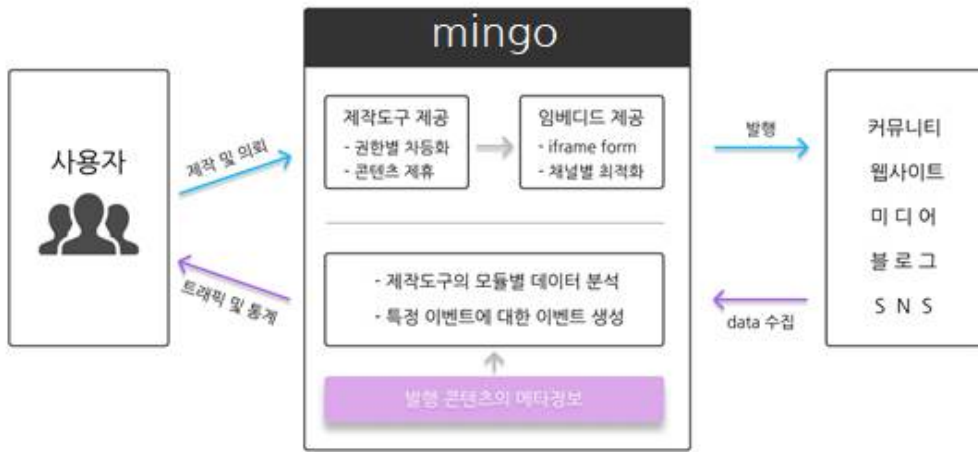 mingo
사용자
제작 및 의뢰
트래픽 및 통계
제작도구 제공
- 권한별 차등화
- 콘텐츠 제휴
임베디드 제공
- iframe form
- 채널별 최적화
- 제작도구의 모듈별 데이터 분석
- 특정 이벤트에 대한 이벤트 생성
발행 콘텐츠의 메타정보
발행
data 수집
커뮤니티
웹사이트
미 디 어
블 로 그
S N S